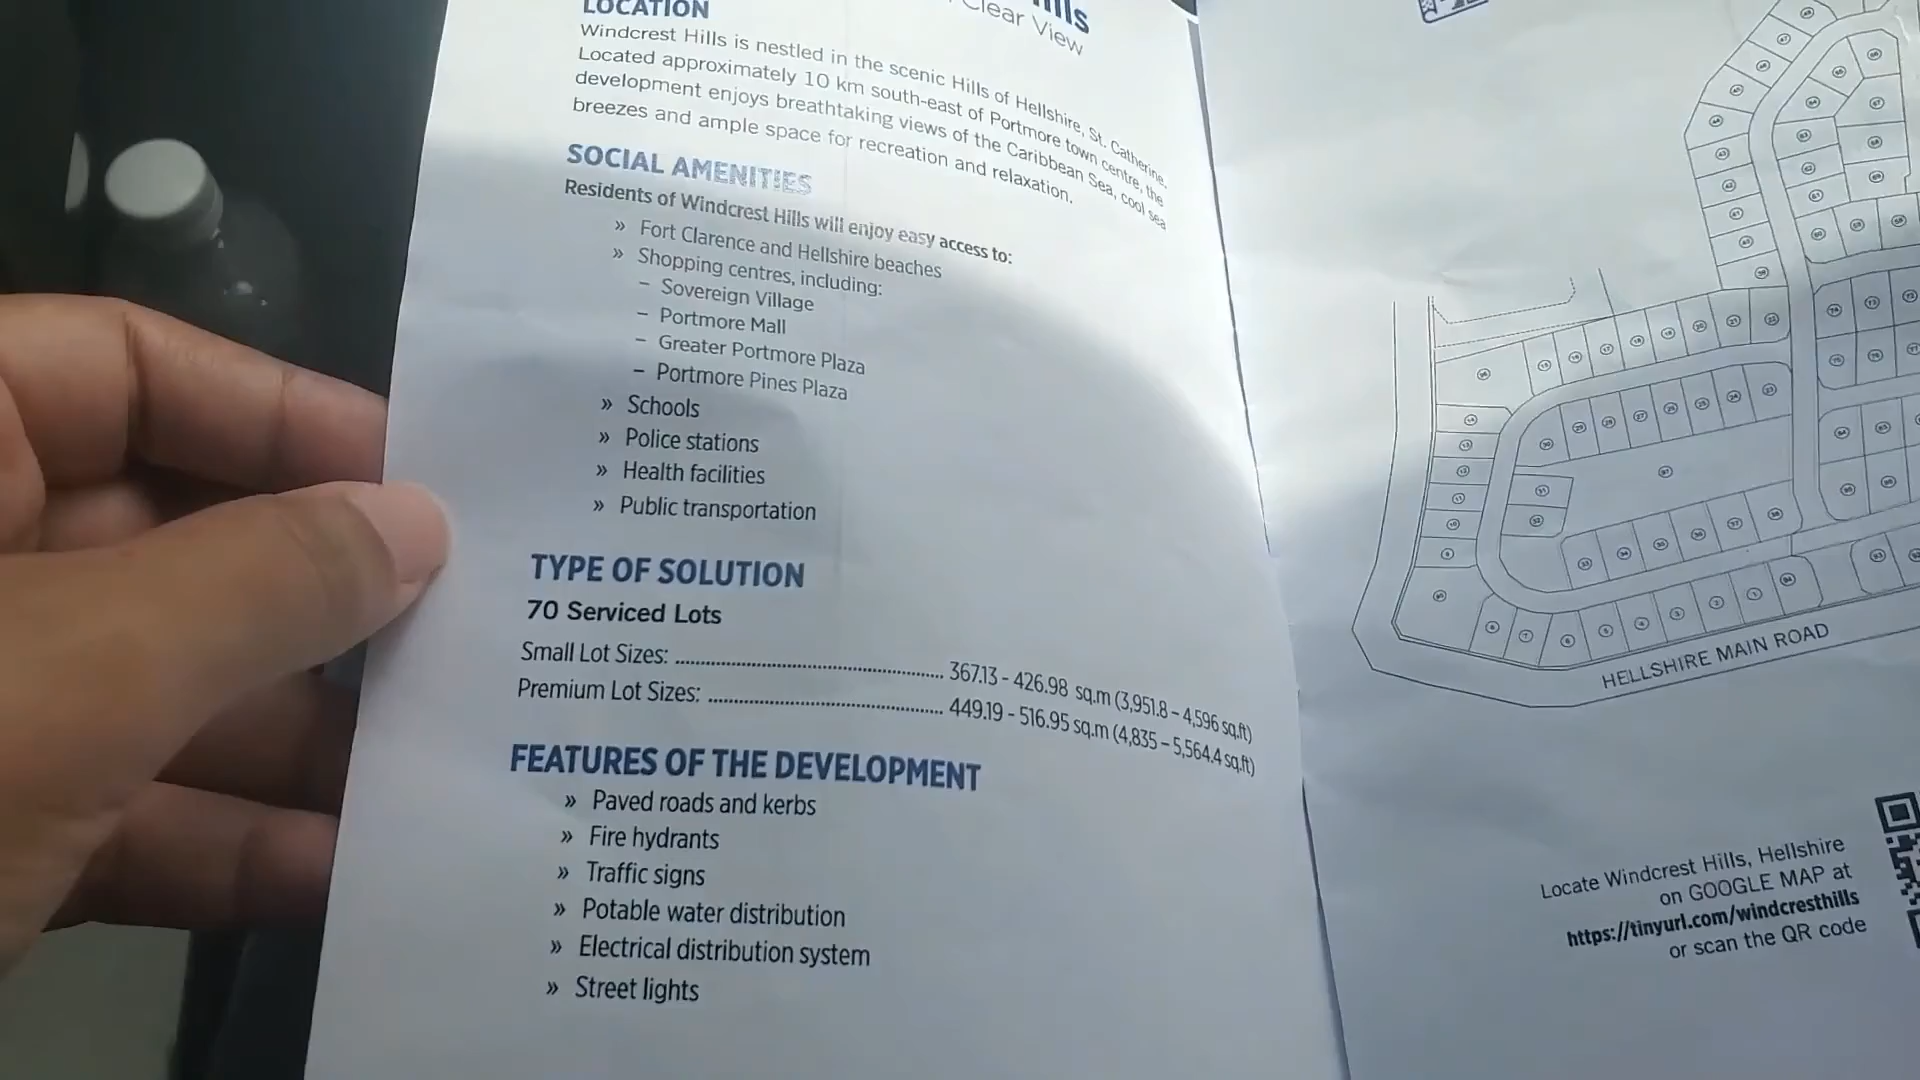 Clear View
LOCATION
Windcrest Hills is nestled in the scenic Hills of Hellshire, St. Catherine.
Located approximately 10 km south-east of Portmore town centre, the
development enjoys breathtaking views of the Caribbean Sea, cool sea
breezes and ample space for recreation and relaxation.
SOCIAL AMENITIES
Residents of Windcrest Hills will enjoy easy access to:
» Fort Clarence and Hellshire beaches
» Shopping centres, including:
– Sovereign Village
– Portmore Mall
– Greater Portmore Plaza
– Portmore Pines Plaza
» Schools
» Police stations
» Health facilities
» Public transportation
TYPE OF SOLUTION
70 Serviced Lots
Small Lot Sizes: ........................................ 367.13 - 426.98 sq.m (3,951.8 – 4,596 sq.ft)
Premium Lot Sizes: ................................... 449.19 - 516.95 sq.m (4,835 – 5,564.4 sq.ft)
FEATURES OF THE DEVELOPMENT
» Paved roads and kerbs
» Fire hydrants
» Traffic signs
» Potable water distribution
» Electrical distribution system
» Street lights
HELLSHIRE MAIN ROAD
Locate Windcrest Hills, Hellshire
on GOOGLE MAP at
https://tinyurl.com/windcresthills
or scan the QR code